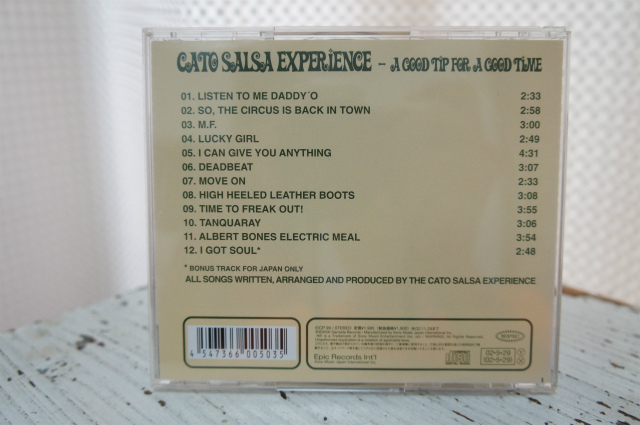 CATO SALSA EXPERiENCE – A GOOD TiP FOR A GOOD TiME
01. LISTEN TO ME DADDY´O 2:33
02. SO, THE CIRCUS IS BACK IN TOWN 2:58
03. M.F. 3:00
04. LUCKY GIRL 2:49
05. I CAN GIVE YOU ANYTHING 4:31
06. DEADBEAT 3:07
07. MOVE ON 2:33
08. HIGH HEELED LEATHER BOOTS 3:08
09. TIME TO FREAK OUT! 3:55
10. TANQUARAY 3:06
11. ALBERT BONES ELECTRIC MEAL 3:54
12. I GOT SOUL* 2:48
* BONUS TRACK FOR JAPAN ONLY
ALL SONGS WRITTEN, ARRANGED AND PRODUCED BY THE CATO SALSA EXPERIENCE
4 547366 005035
Epic Records Int'l